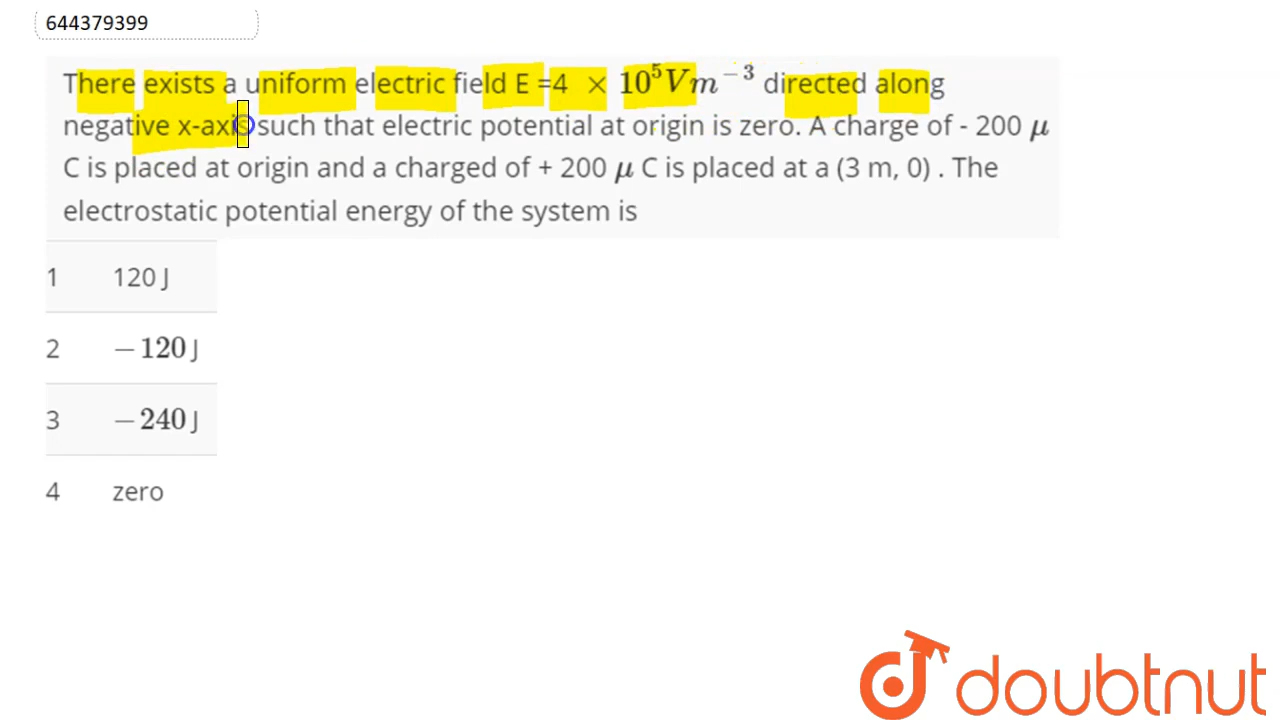 644379399
There exists a uniform electric field E =4 × 10⁵Vm⁻³ directed along
negative x-axis such that electric potential at origin is zero. A charge of - 200 μ
C is placed at origin and a charged of + 200 μ C is placed at a (3 m, 0) . The
electrostatic potential energy of the system is
1 120 J
2 −120 J
3 −240 J
4 zero
doubtnut